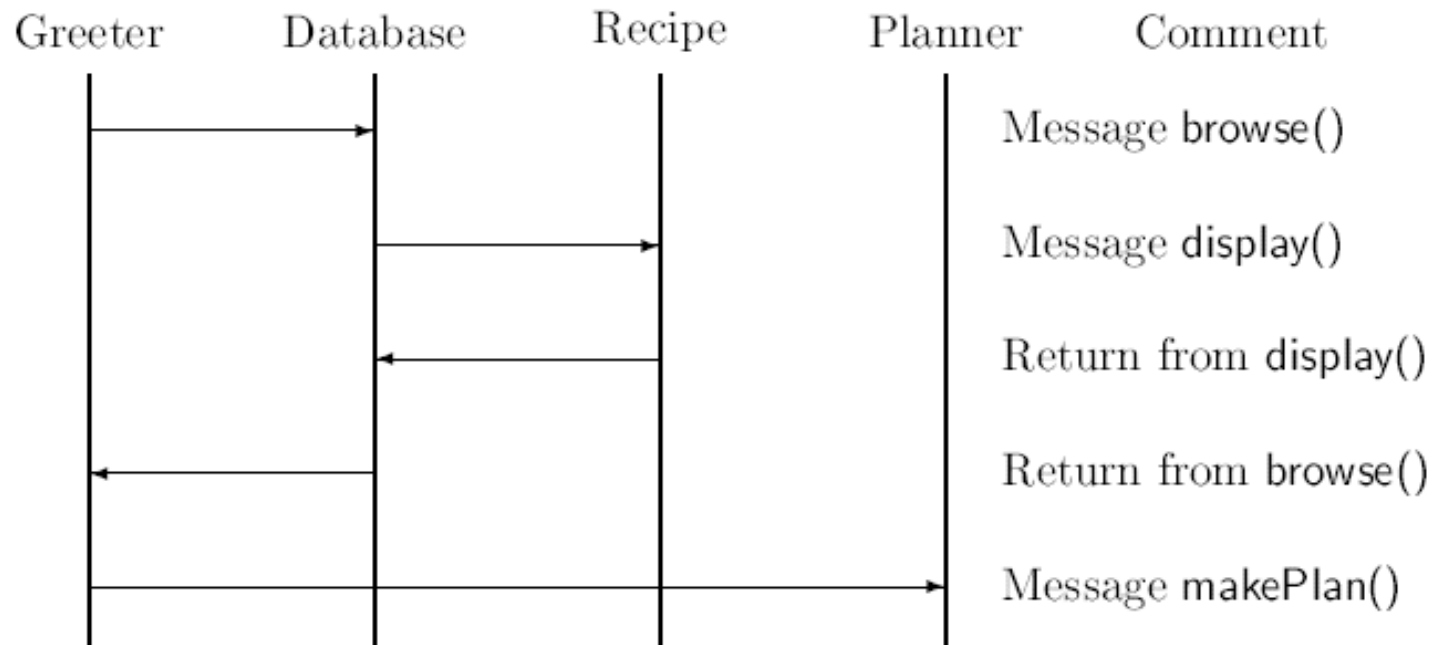 Greeter Database Recipe Planner Comment
Message browse()
Message display()
Return from display()
Return from browse()
Message makePlan()